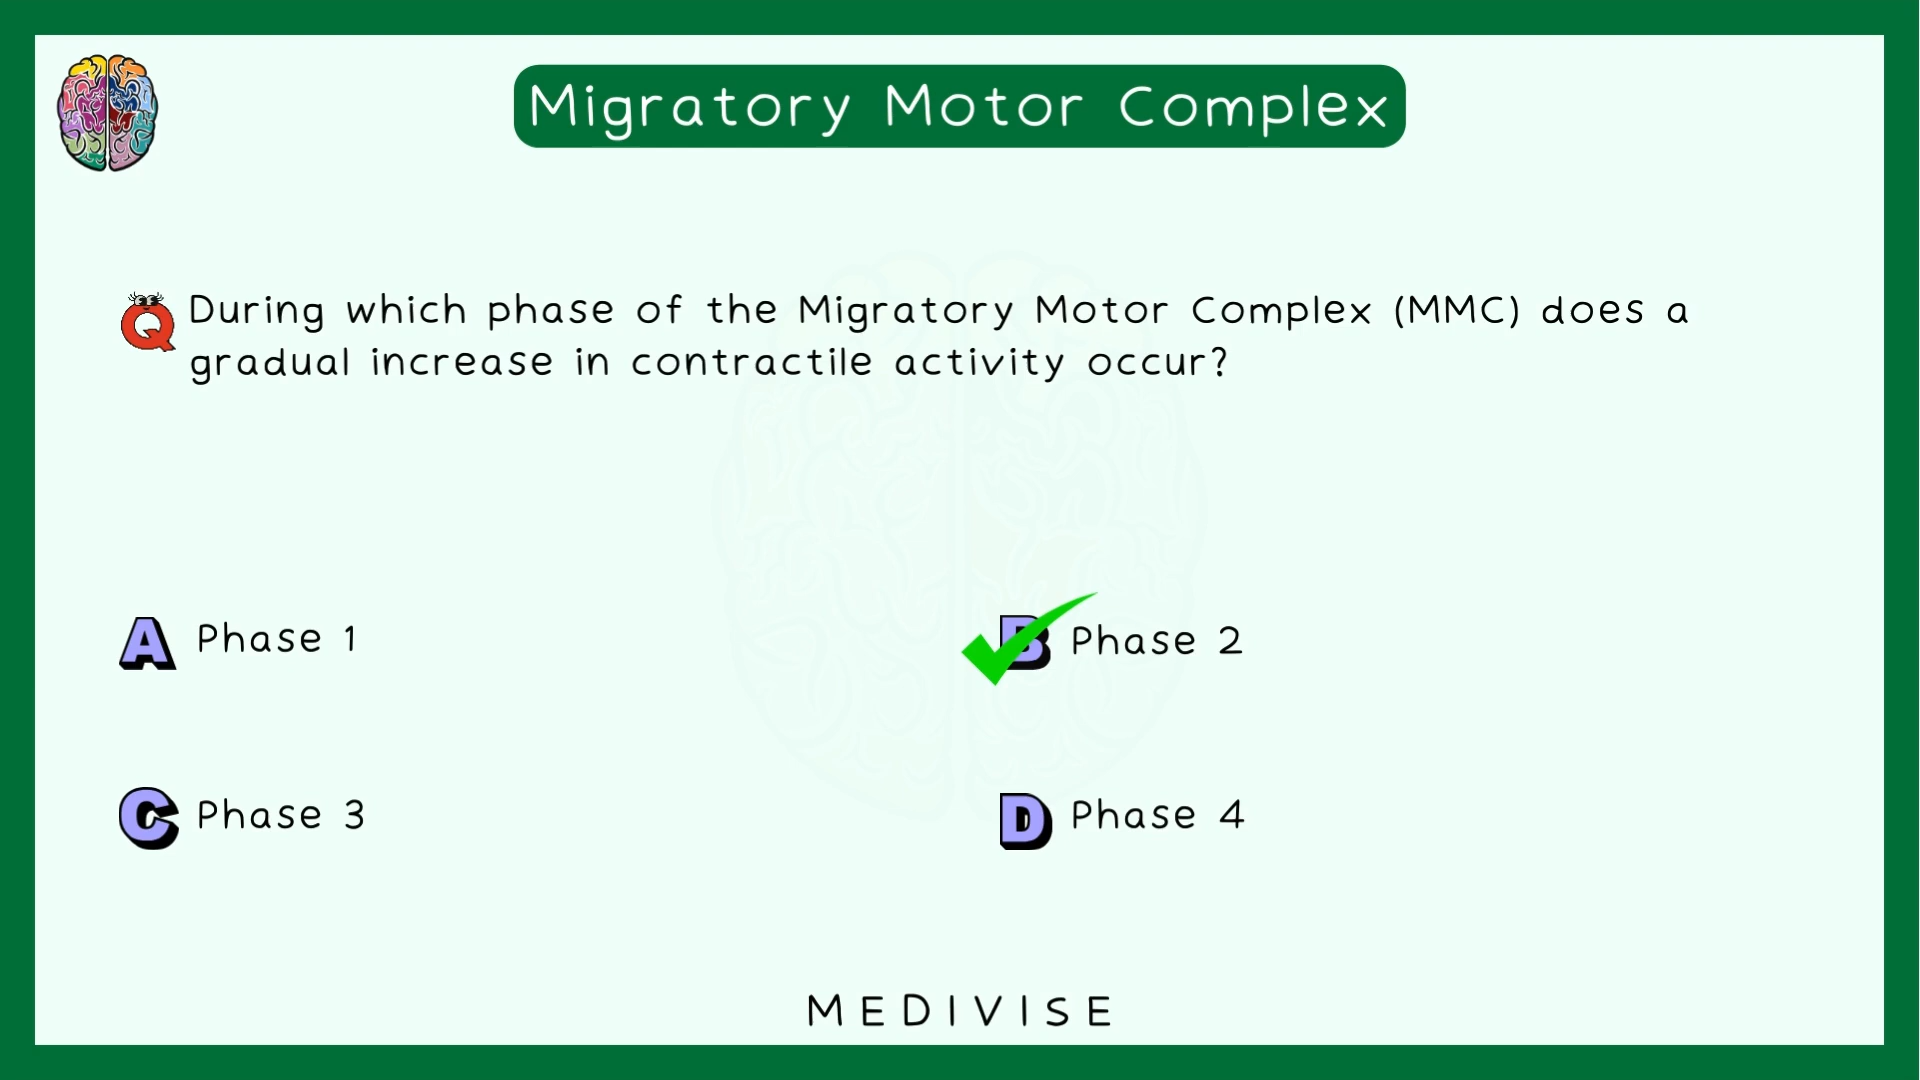 Migratory Motor Complex
Q During which phase of the Migratory Motor Complex (MMC) does a
gradual increase in contractile activity occur?
A Phase 1
B Phase 2
C Phase 3
D Phase 4
MEDIVISE